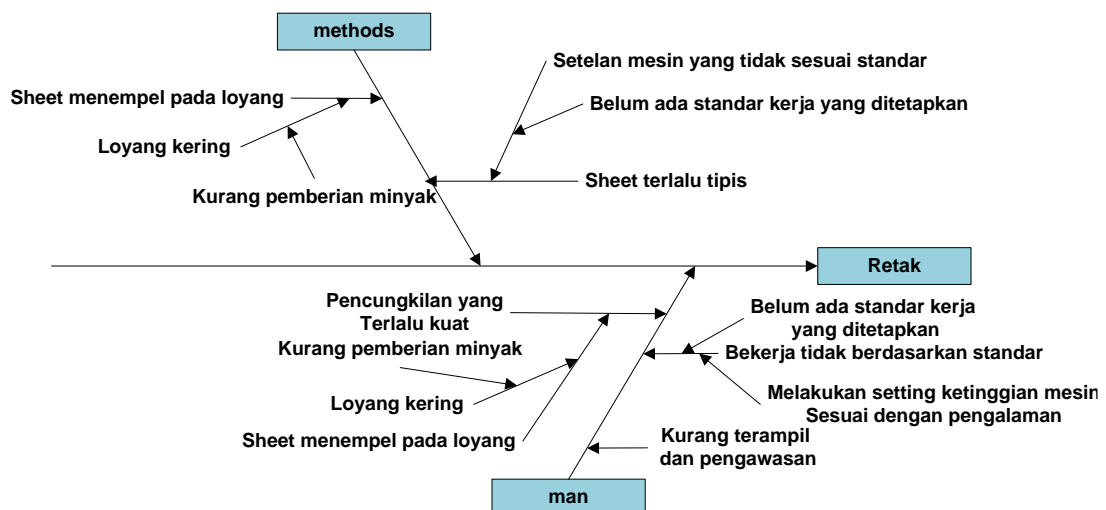 methods
Setelan mesin yang tidak sesuai standar
Sheet menempel pada loyang
Belum ada standar kerja yang ditetapkan
Loyang kering
Kurang pemberian minyak
Sheet terlalu tipis
Retak
Pencungkilan yang
Terlalu kuat
Belum ada standar kerja
yang ditetapkan
Kurang pemberian minyak
Bekerja tidak berdasarkan standar
Loyang kering
Melakukan setting ketinggian mesin
Sesuai dengan pengalaman
Sheet menempel pada loyang
Kurang terampil
dan pengawasan
man